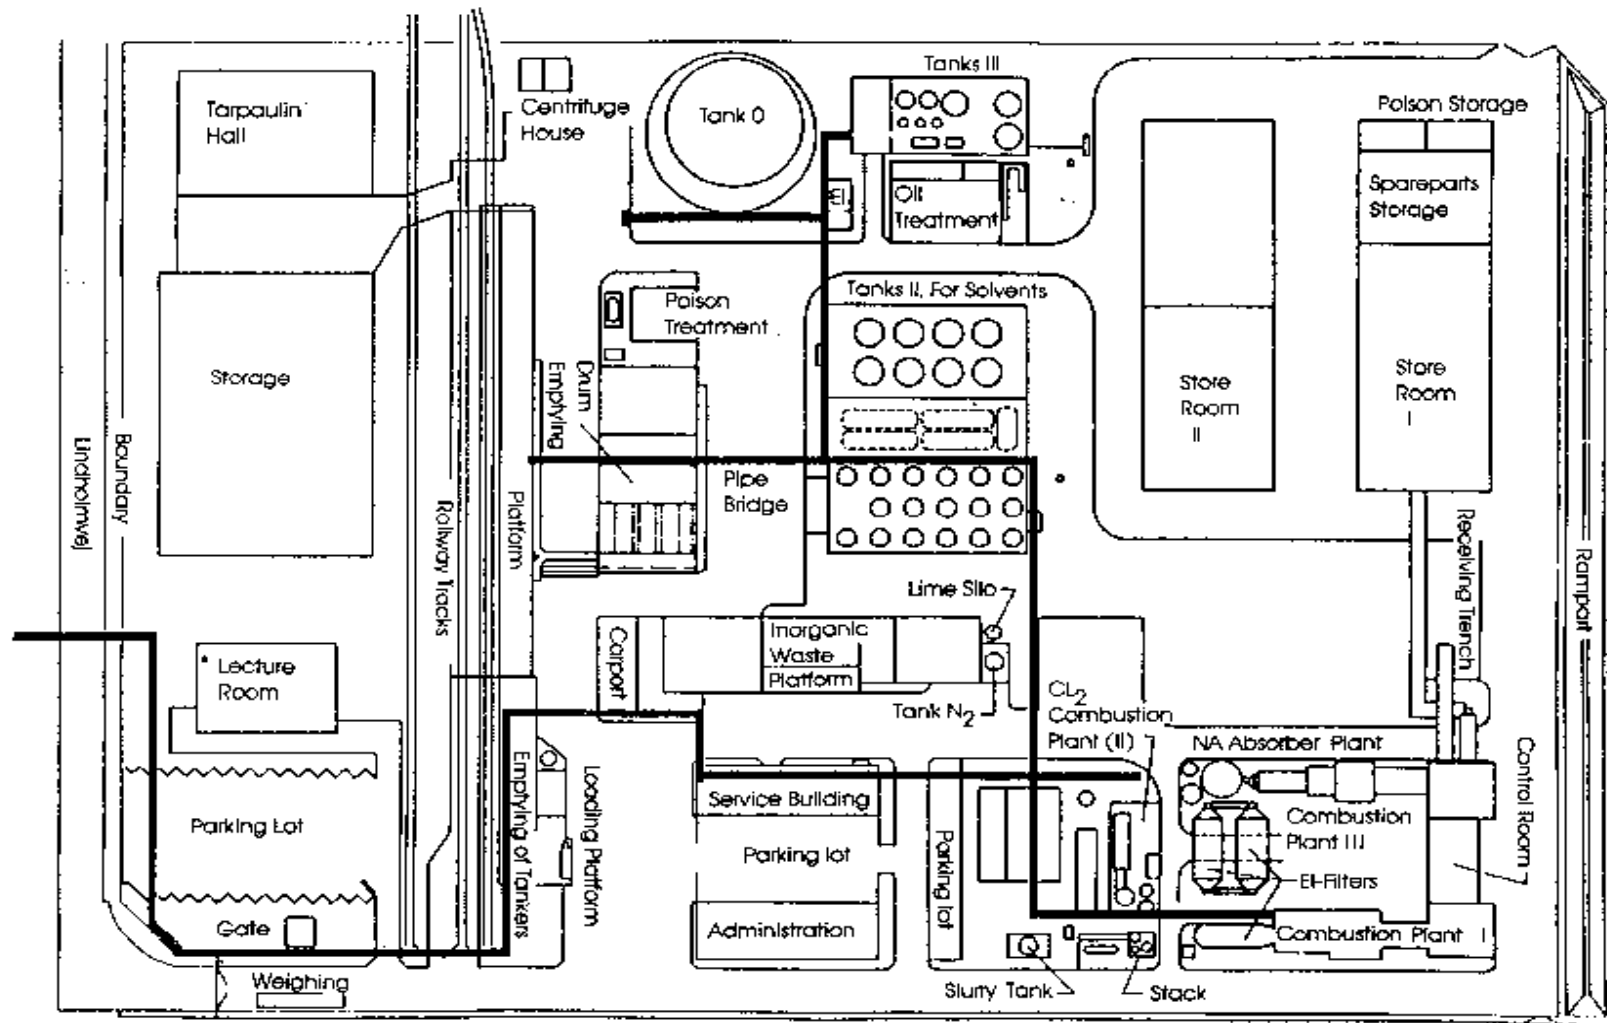 Tanks III
Tarpaulin
Hall
Centrifuge
House
Tank 0
Poison Storage
El
Oil
Treatment
Spareparts
Storage
Tanks II, For Solvents
Poison
Treatment
Storage
Drum
Emptying
Store
Room
II
Store
Room
I
Lindholmvej
Boundary
Railway Tracks
Platform
Pipe
Bridge
Receiving Trench
Rampart
Lime Silo
Carport
Inorganic
Waste
Platform
Lecture
Room
Tank N2
CL2
Combustion
Plant (II)
NA Absorber Plant
Control Room
Emptying of Tankers
Loading Platform
Service Building
Parking Lot
Parking lot
Parking lot
Combustion
Plant III
El-Filters
Gate
Administration
Combustion Plant I
Weighing
Slurry Tank
Stack